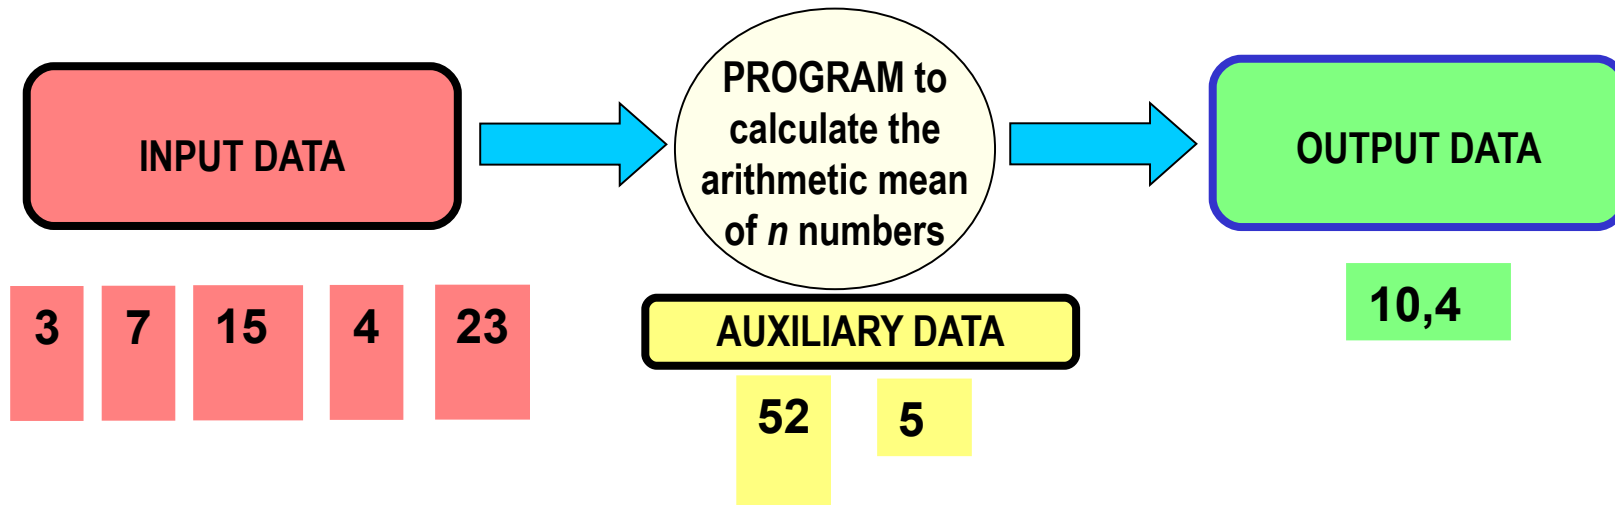 INPUT DATA
PROGRAM to
calculate the
arithmetic mean
of n numbers
OUTPUT DATA
3 7 15 4 23
AUXILIARY DATA
52 5
10,4